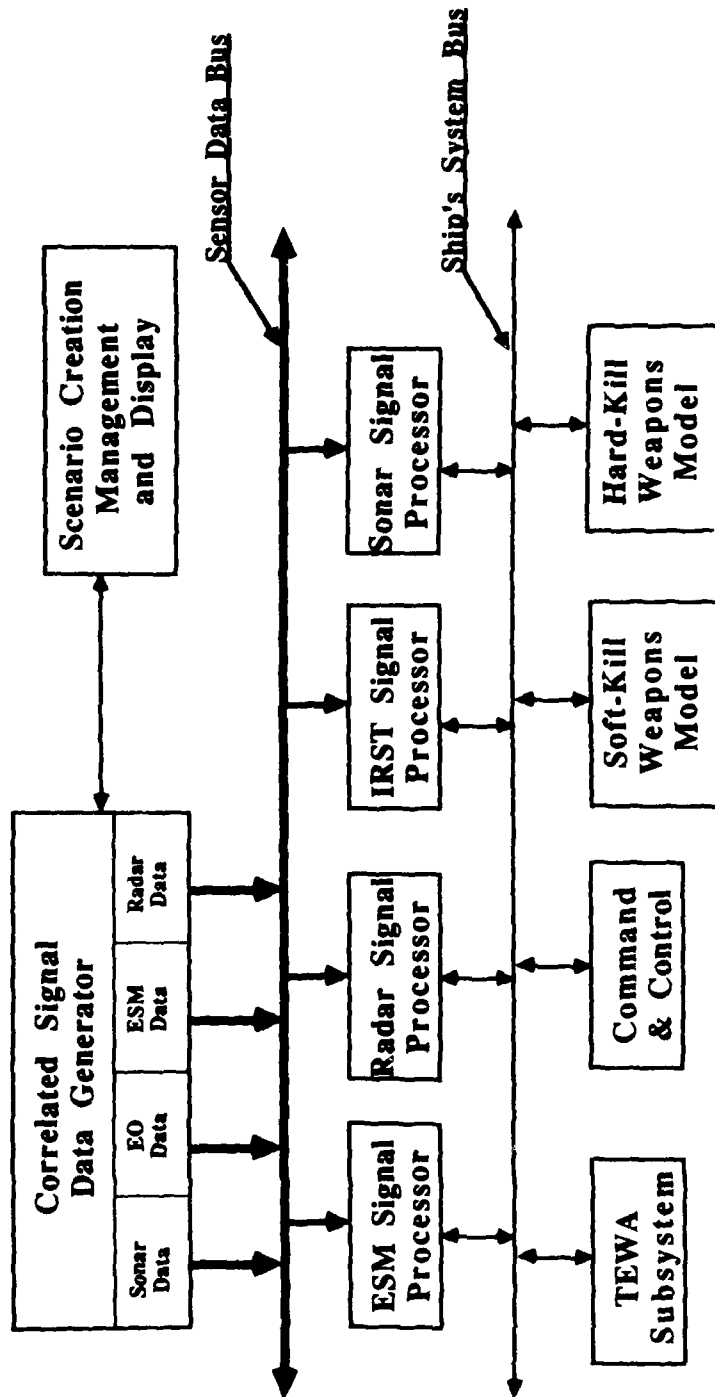 Correlated Signal
Data Generator
Sonar
Data
EO
Data
ESM
Data
Radar
Data
Scenario Creation
Management
and Display
Sensor Data Bus
ESM Signal
Processor
Radar Signal
Processor
IRST Signal
Processor
Sonar Signal
Processor
Ship's System Bus
TEWA
Subsystem
Command
& Control
Soft-Kill
Weapons
Model
Hard-Kill
Weapons
Model